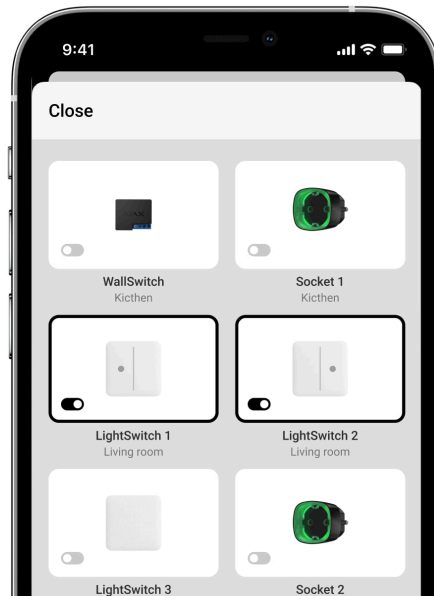 9:41
Close
AJAX
WallSwitch
Kicthen
Socket 1
Kicthen
LightSwitch 1
Living room
LightSwitch 2
Living room
LightSwitch 3
Socket 2